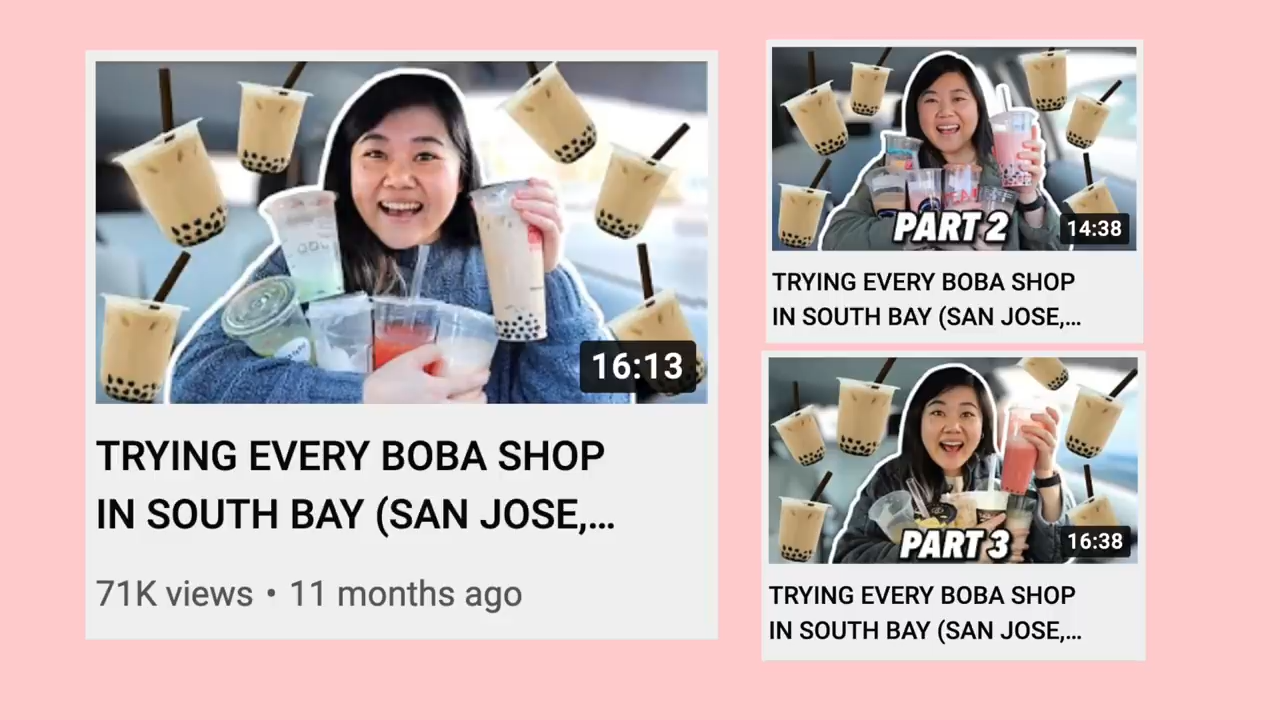 16:13
TRYING EVERY BOBA SHOP
IN SOUTH BAY (SAN JOSE,...
71K views • 11 months ago
PART 2
14:38
TRYING EVERY BOBA SHOP
IN SOUTH BAY (SAN JOSE,...
PART 3
16:38
TRYING EVERY BOBA SHOP
IN SOUTH BAY (SAN JOSE,...